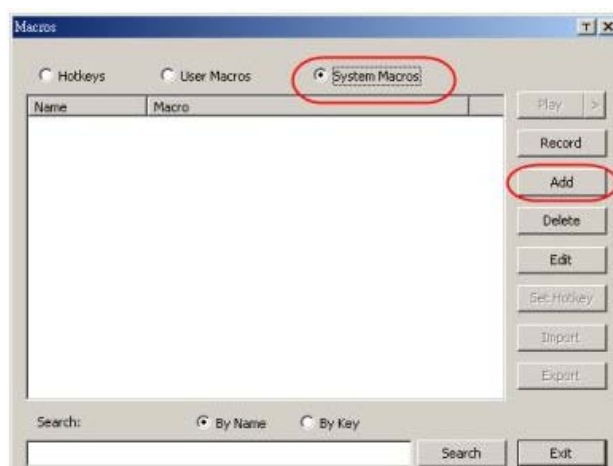 Macros
Hotkeys User Macros System Macros
Name Macro
Play >
Record
Add
Delete
Edit
Set Hotkey
Import
Export
Search: By Name By Key
Search Exit